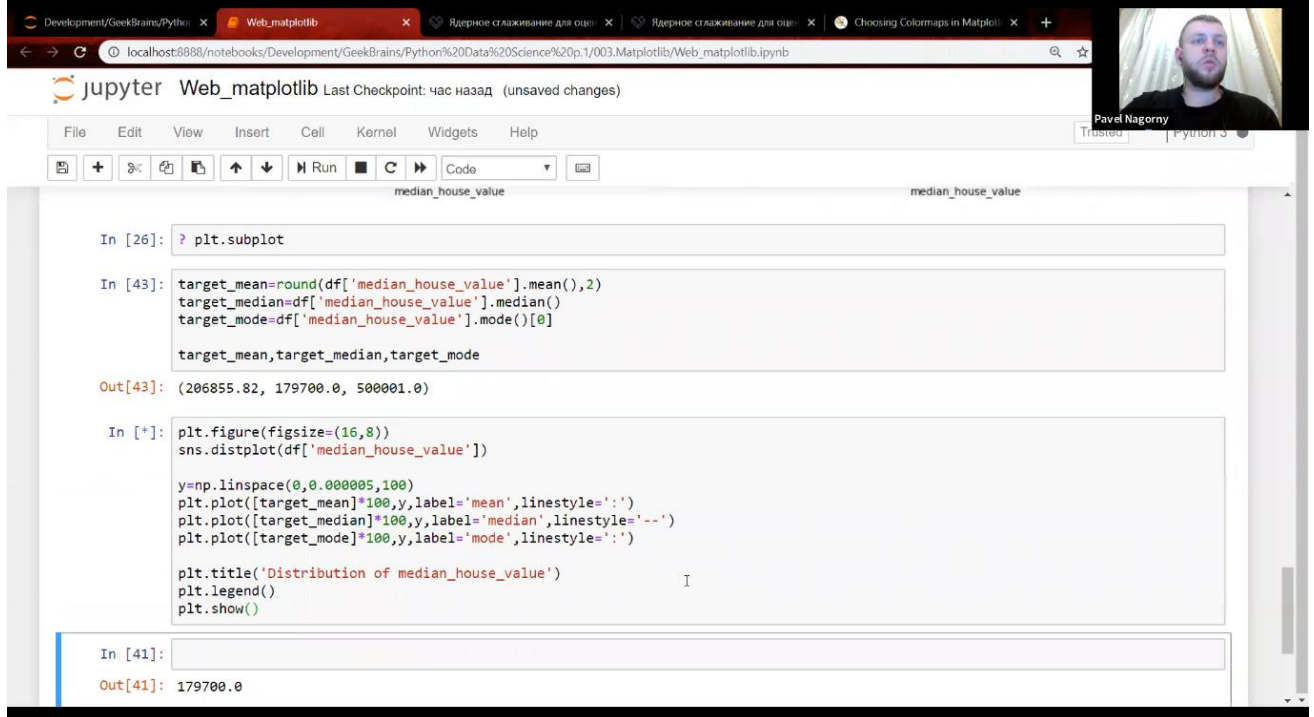 Development/GeekBrains/Pytho
Web_matplotlib
Ядерное сглаживание для оцен
Ядерное сглаживание для оцен
Choosing Colormaps in Matplotl
localhost:8888/notebooks/Development/GeekBrains/Python%20Data%20Science%20p.1/003.Matplotlib/Web_matplotlib.ipynb
Pavel Nagorny
jupyter Web_matplotlib Last Checkpoint: час назад (unsaved changes)
File Edit View Insert Cell Kernel Widgets Help
Trusted Python 3
Run Code
median_house_value median_house_value
In [26]: ? plt.subplot
In [43]: target_mean=round(df['median_house_value'].mean(),2)
target_median=df['median_house_value'].median()
target_mode=df['median_house_value'].mode()[0]
target_mean,target_median,target_mode
Out[43]: (206855.82, 179700.0, 500001.0)
In [*]: plt.figure(figsize=(16,8))
sns.distplot(df['median_house_value'])
y=np.linspace(0,0.000005,100)
plt.plot([target_mean]*100,y,label='mean',linestyle=':')
plt.plot([target_median]*100,y,label='median',linestyle='--')
plt.plot([target_mode]*100,y,label='mode',linestyle=':')
plt.title('Distribution of median_house_value')
plt.legend()
plt.show()
In [41]:
Out[41]: 179700.0